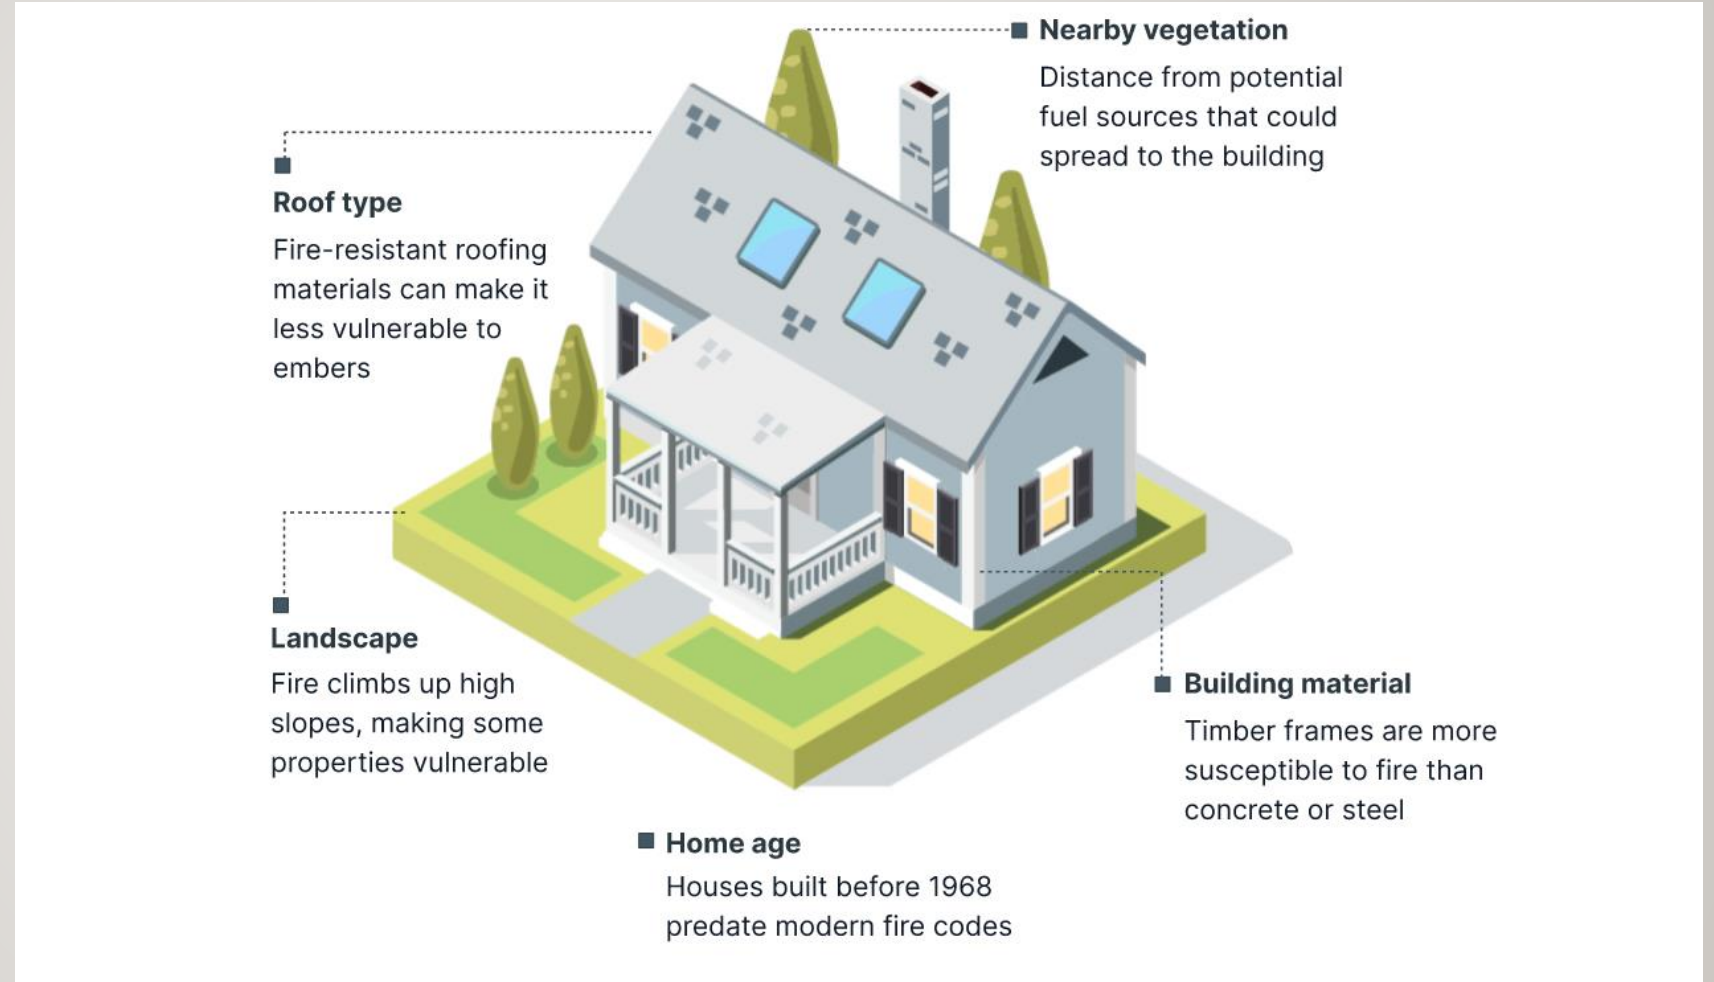 Nearby vegetation
Distance from potential
fuel sources that could
spread to the building
Roof type
Fire-resistant roofing
materials can make it
less vulnerable to
embers
Landscape
Fire climbs up high
slopes, making some
properties vulnerable
Building material
Timber frames are more
susceptible to fire than
concrete or steel
Home age
Houses built before 1968
predate modern fire codes